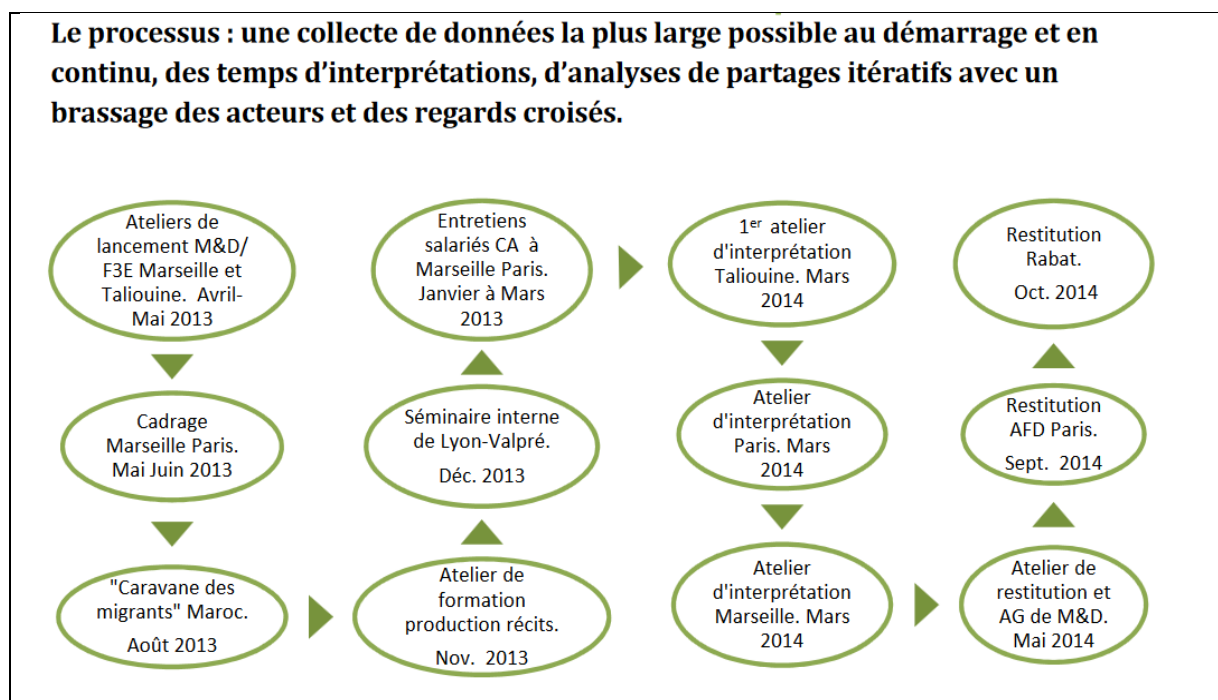 Le processus : une collecte de données la plus large possible au démarrage et en
continu, des temps d'interprétations, d'analyses de partages itératifs avec un
brassage des acteurs et des regards croisés.
Ateliers de
lancement M&D/
F3E Marseille et
Taliouine. Avril-
Mai 2013
Cadrage
Marseille Paris.
Mai Juin 2013
"Caravane des
migrants" Maroc.
Août 2013
Atelier de
formation
production récits.
Nov. 2013
Séminaire interne
de Lyon-Valpré.
Déc. 2013
Entretiens
salariés CA à
Marseille Paris.
Janvier à Mars
2013
1er atelier
d'interprétation
Taliouine. Mars
2014
Atelier
d'interprétation
Paris. Mars
2014
Atelier
d'interprétation
Marseille. Mars
2014
Atelier de
restitution et
AG de M&D.
Mai 2014
Restitution
AFD Paris.
Sept. 2014
Restitution
Rabat.
Oct. 2014